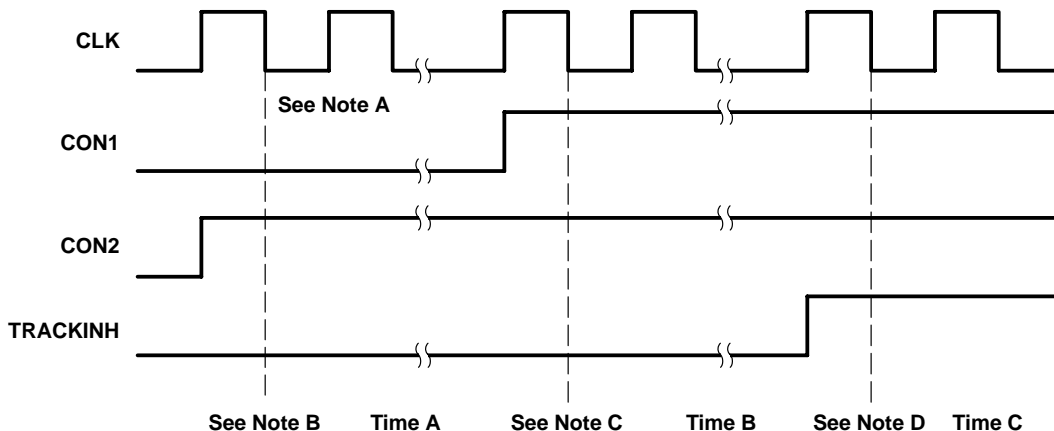 CLK
See Note A
CON1
CON2
TRACKINH
See Note B Time A See Note C Time B See Note D Time C